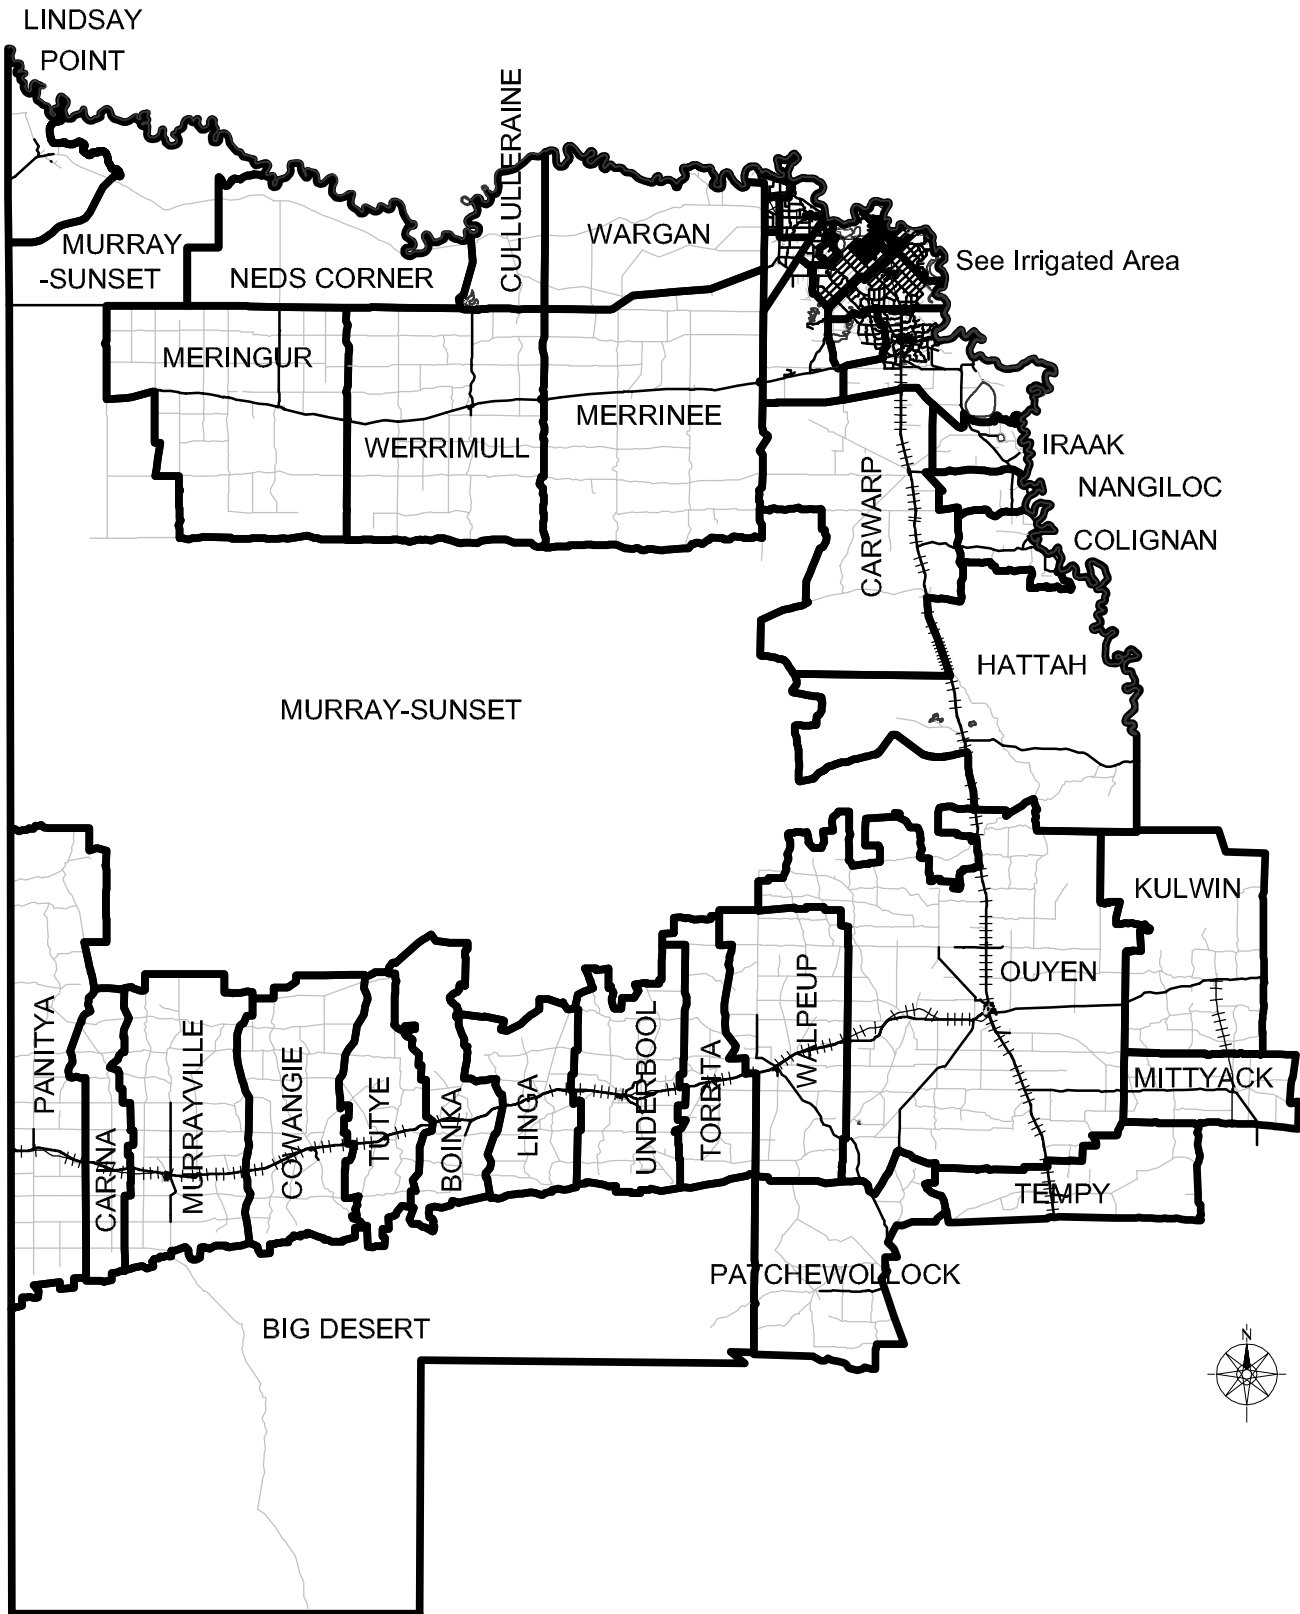 LINDSAY
POINT
CULLULLERAINE
WARGAN
MURRAY
-SUNSET
NEDS CORNER
See Irrigated Area
MERINGUR
MERRINEE
WERRIMULL
IRAAK
CARWARP
NANGILOC
COLIGNAN
HATTAH
MURRAY-SUNSET
KULWIN
OUYEN
PANITYA
CARINA
MURRAYVILLE
COWANGIE
TUTYE
BOINKA
LINGA
UNDERBOOL
TORRITA
WALPEUP
MITTYACK
TEMPY
PATCHEWOLLOCK
BIG DESERT
N